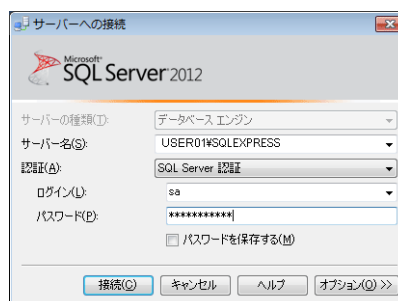 サーバーへの接続
Microsoft
SQL Server 2012
サーバーの種類(T): データベース エンジン
サーバー名(S): USER01¥SQLEXPRESS
認証(A): SQL Server 認証
ログイン(L): sa
パスワード(P): ***********
パスワードを保存する(M)
接続(C) キャンセル ヘルプ オプション(O) >>